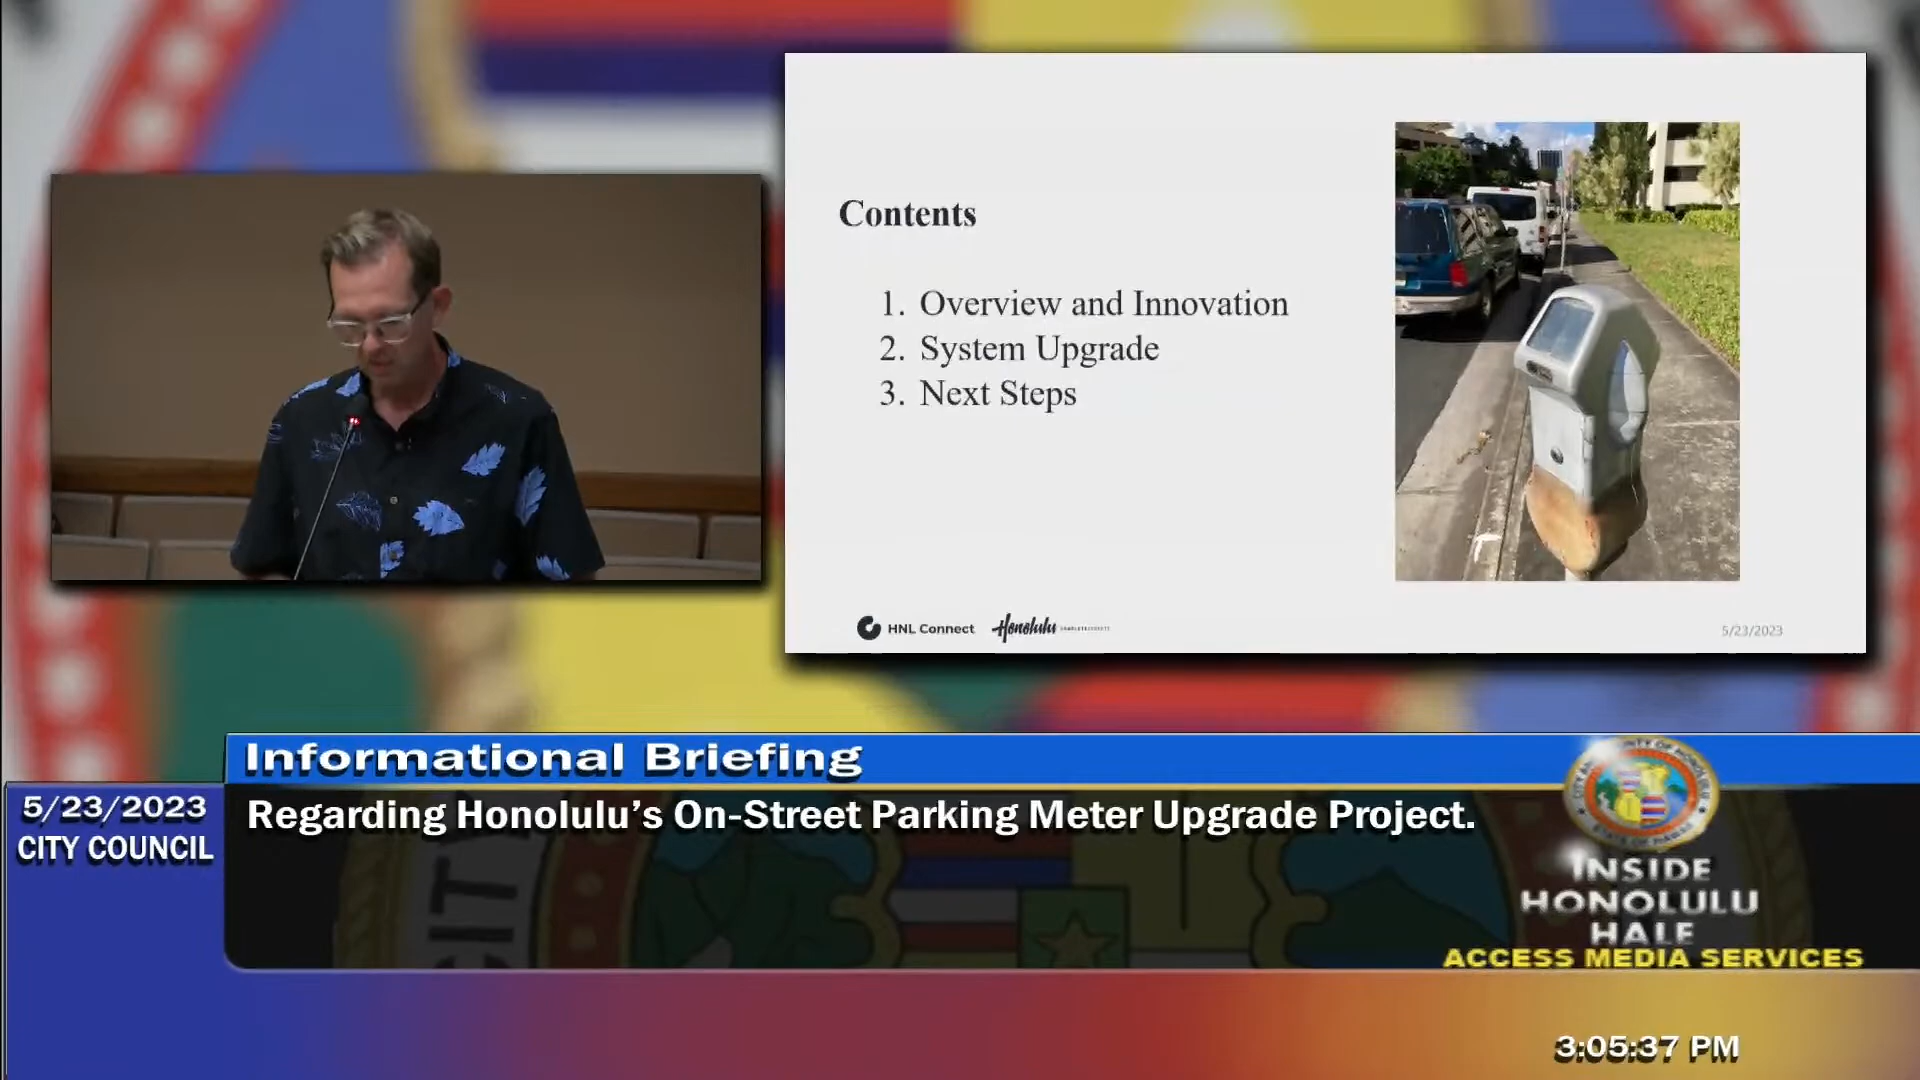 Contents
1. Overview and Innovation
2. System Upgrade
3. Next Steps
HNL Connect
Honolulu
5/23/2023
Informational Briefing
5/23/2023
CITY COUNCIL
Regarding Honolulu's On-Street Parking Meter Upgrade Project.
CITY
INSIDE
HONOLULU
HALE
ACCESS MEDIA SERVICES
3:05:37 PM